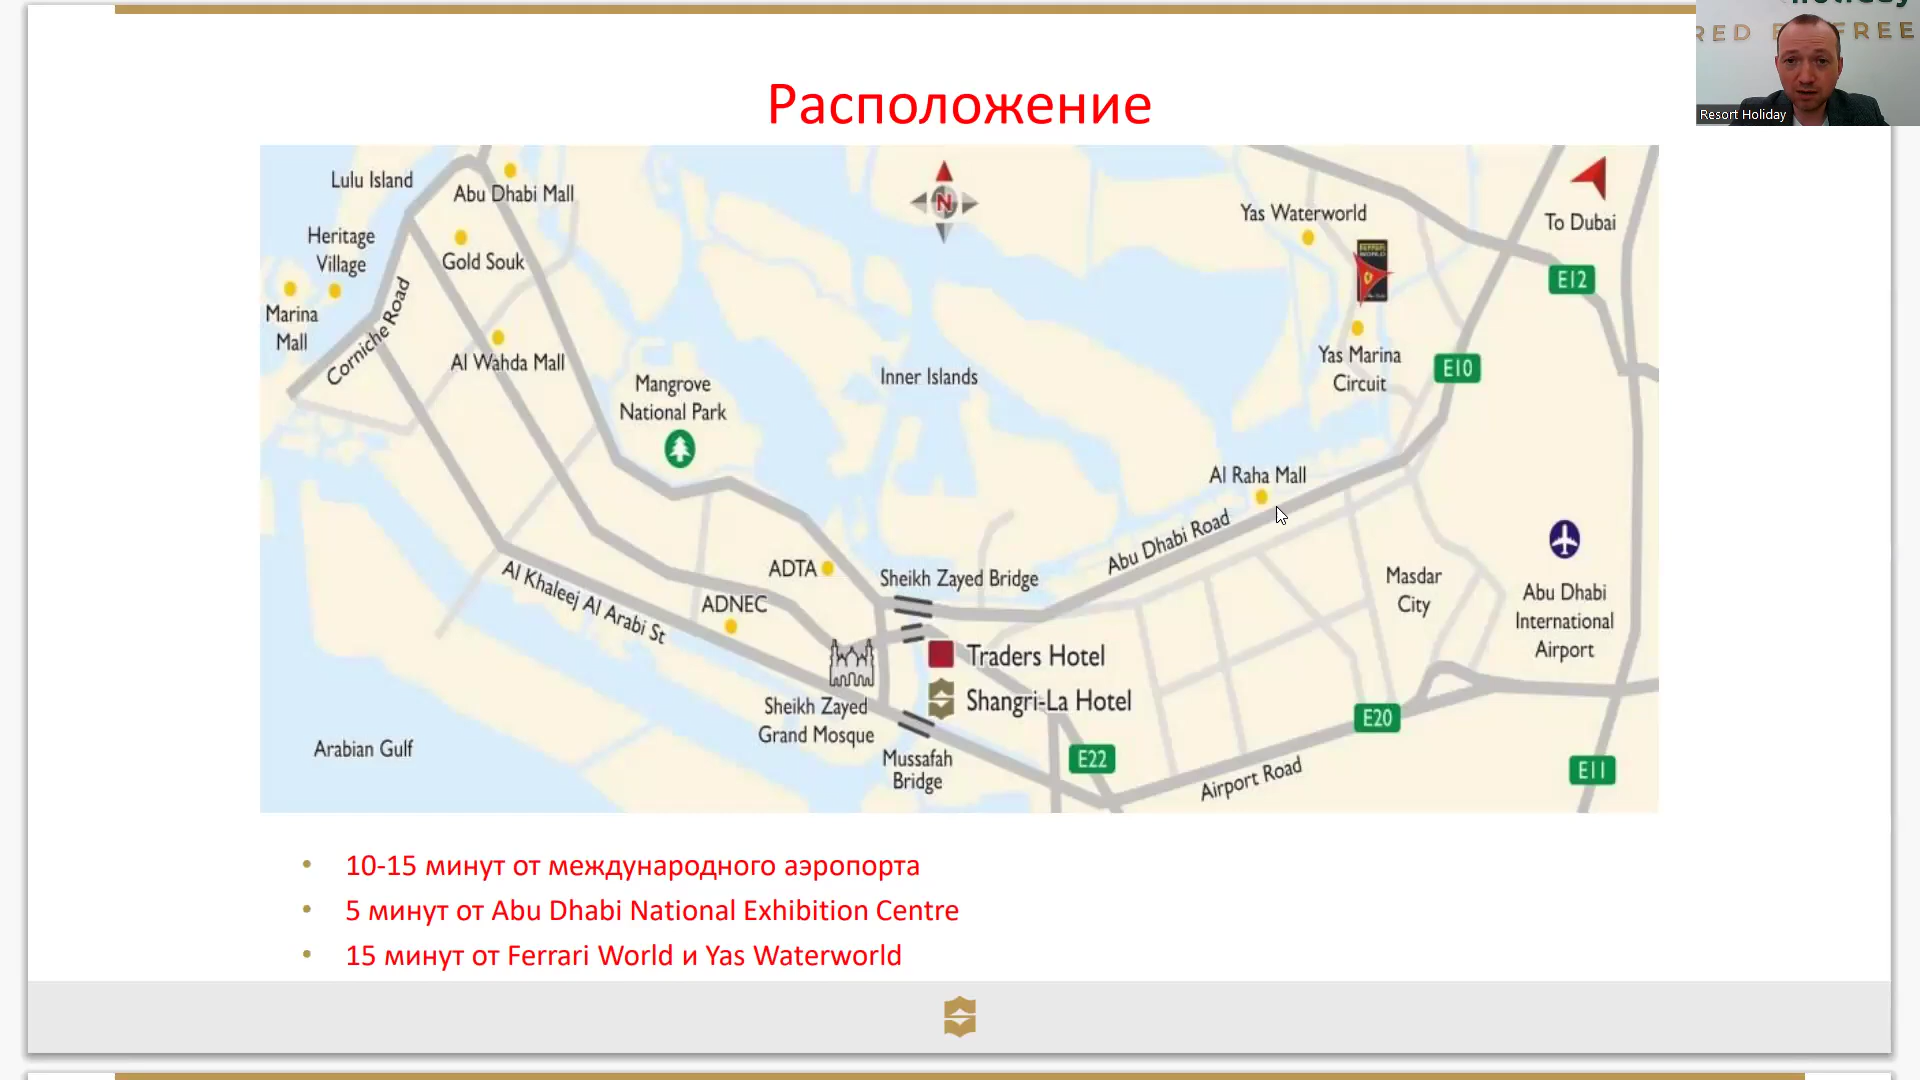 RED FREE
Resort Holiday
Расположение
Lulu Island
Abu Dhabi Mall
Heritage
Village
Gold Souk
Marina
Mall
Corniche Road
Al Wahda Mall
Mangrove
National Park
N
Inner Islands
Yas Waterworld
FERRARI
WORLD
To Dubai
E12
Yas Marina
Circuit
E10
Al Raha Mall
Abu Dhabi Road
ADTA
Sheikh Zayed Bridge
Al Khaleej Al Arabi St
ADNEC
Masdar
City
Abu Dhabi
International
Airport
Traders Hotel
Shangri-La Hotel
Sheikh Zayed
Grand Mosque
Mussafah
Bridge
Arabian Gulf
E20
E22
Airport Road
E11
• 10-15 минут от международного аэропорта
• 5 минут от Abu Dhabi National Exhibition Centre
• 15 минут от Ferrari World и Yas Waterworld